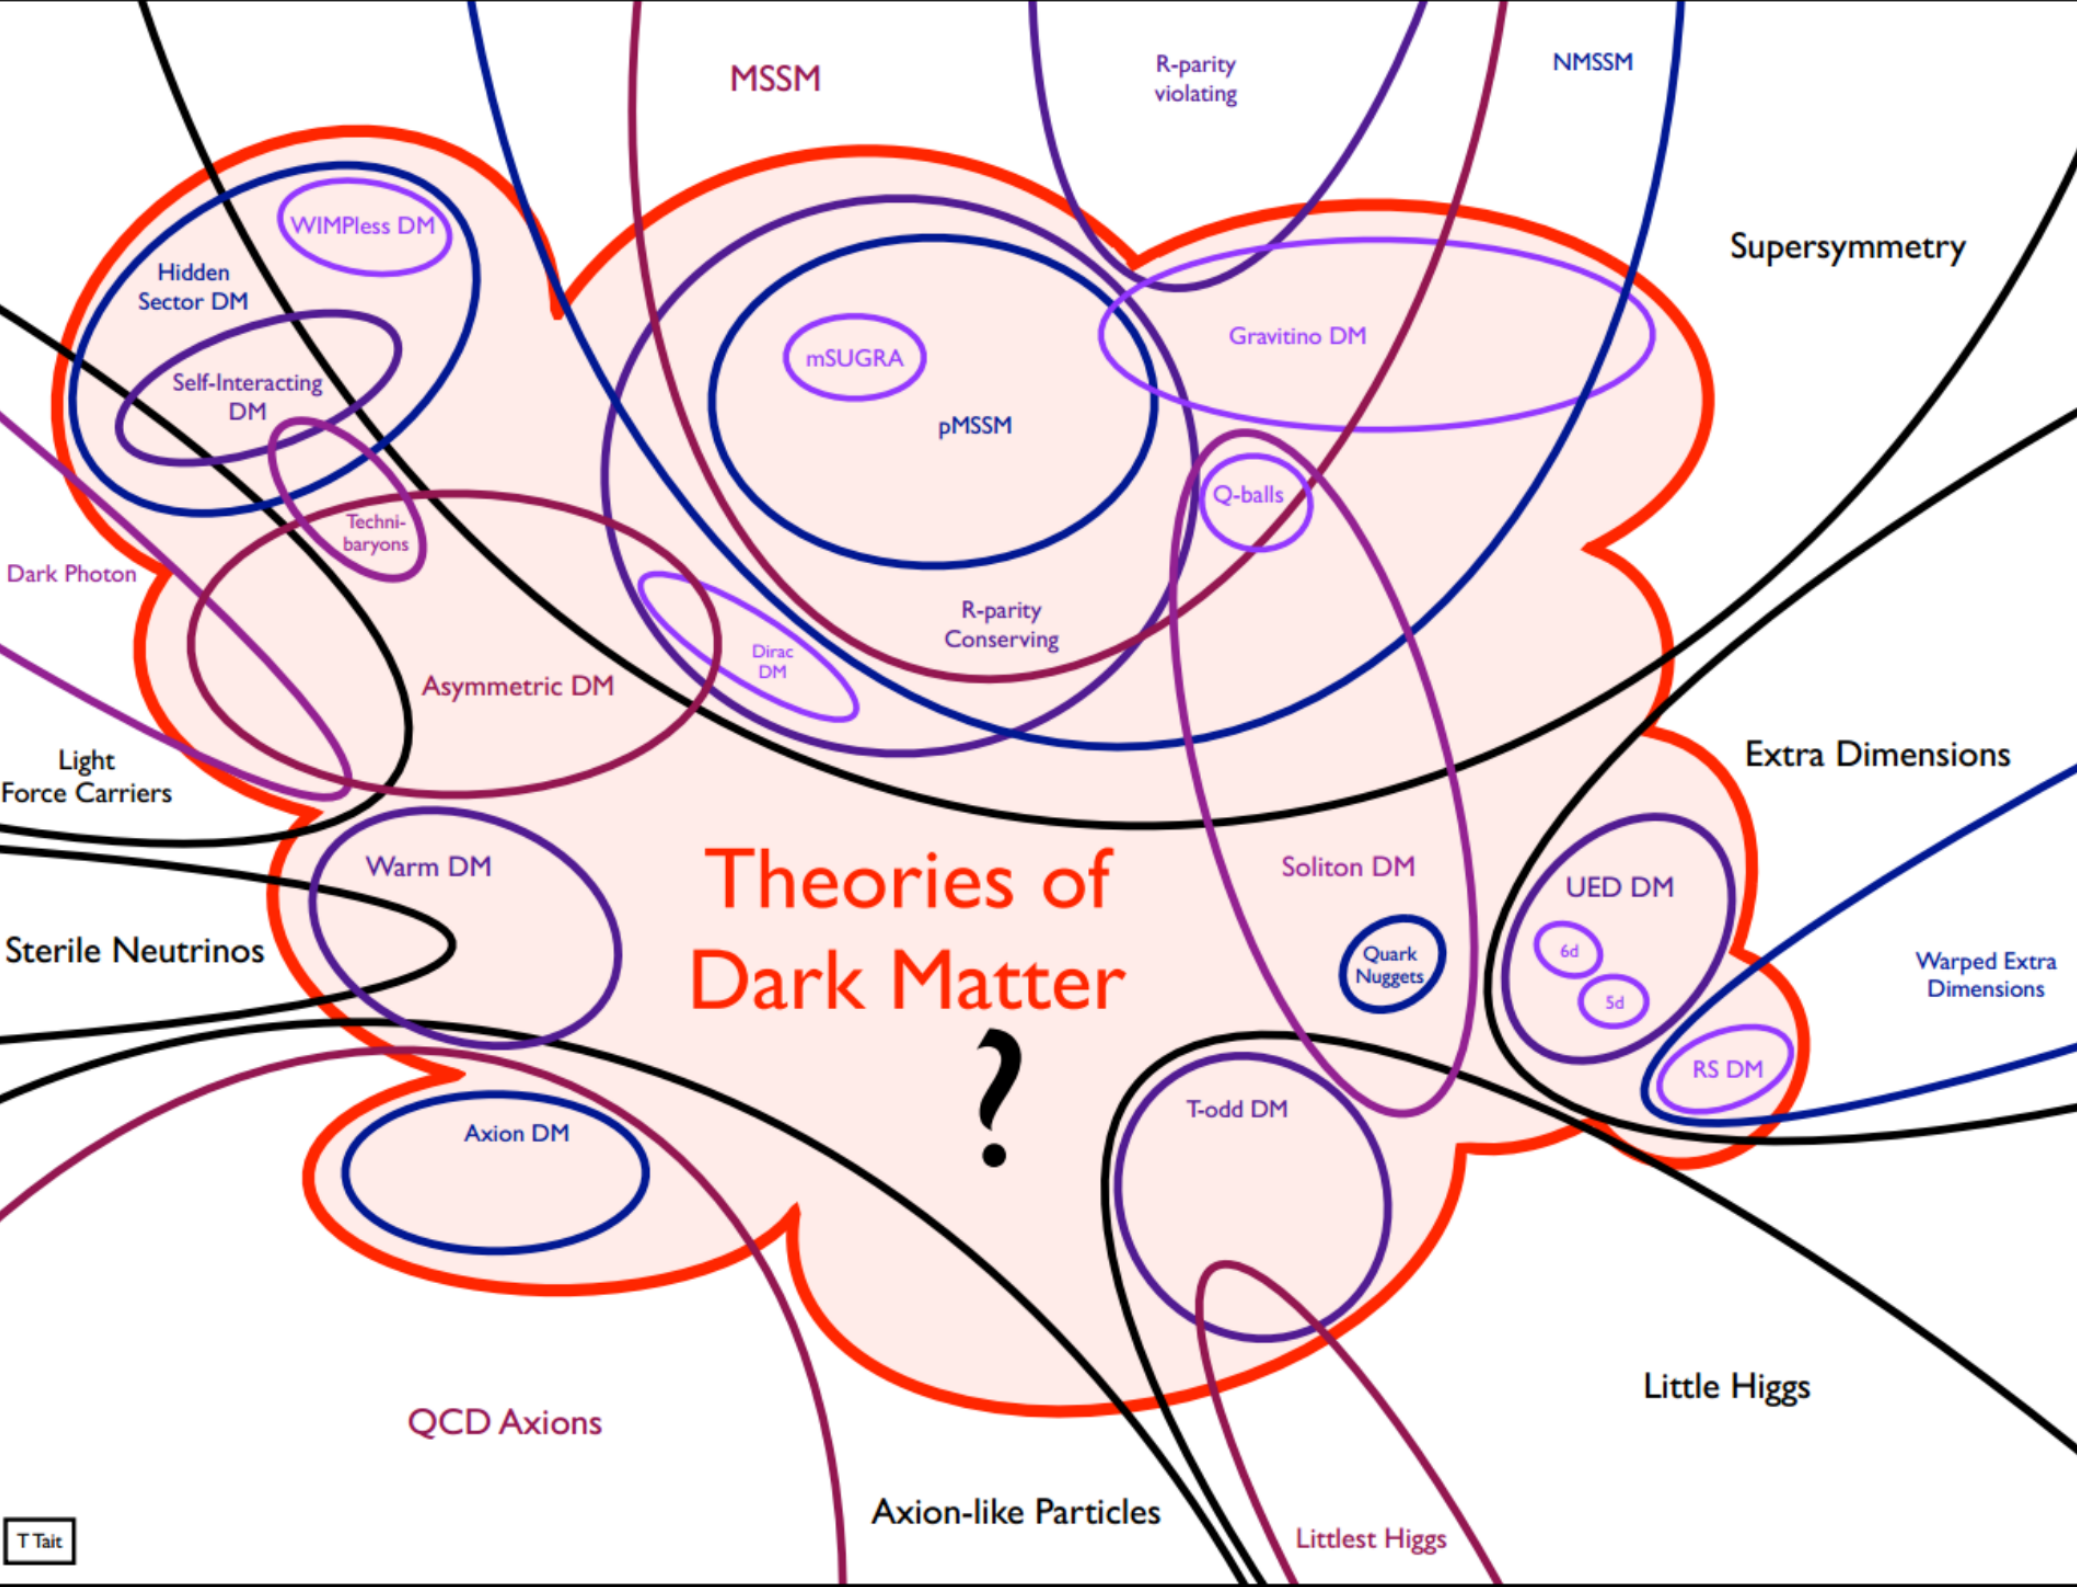 MSSM
R-parity
violating
NMSSM
Supersymmetry
WIMPless DM
Hidden
Sector DM
Self-Interacting
DM
Techni-
baryons
mSUGRA
pMSSM
Gravitino DM
Q-balls
R-parity
Conserving
Dirac
DM
Dark Photon
Asymmetric DM
Light
Force Carriers
Extra Dimensions
Warm DM
Theories of
Dark Matter
?
Soliton DM
Quark
Nuggets
UED DM
6d
5d
Sterile Neutrinos
Warped Extra
Dimensions
RS DM
Axion DM
T-odd DM
Little Higgs
QCD Axions
Axion-like Particles
Littlest Higgs
T Tait